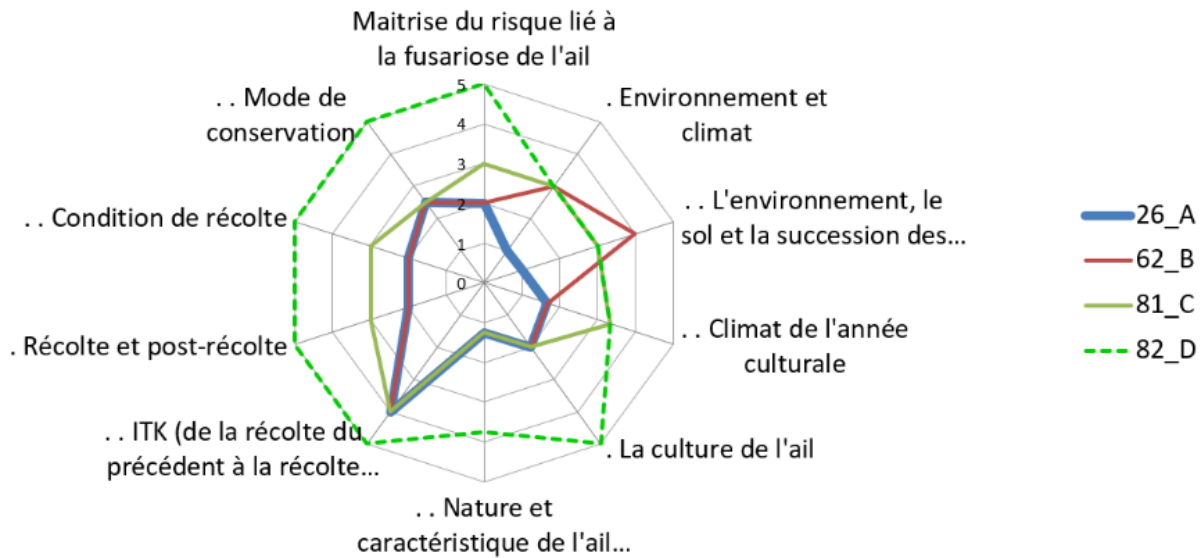 Maitrise du risque lié à
la fusariose de l'ail
. Environnement et
climat
. . L'environnement, le
sol et la succession des...
. . Climat de l'année
culturale
. La culture de l'ail
. . Nature et
caractéristique de l'ail...
. . ITK (de la récolte du
précédent à la récolte...
. Récolte et post-récolte
. . Condition de récolte
. . Mode de
conservation
5
4
3
2
1
0
26_A
62_B
81_C
82_D